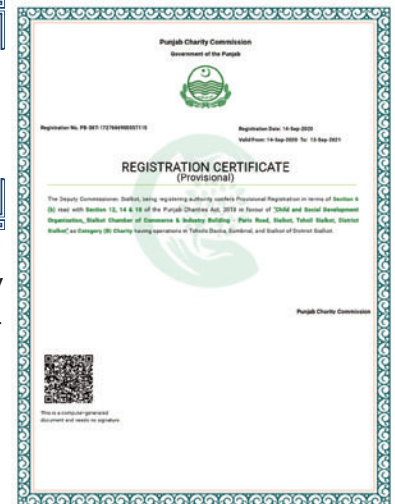 Punjab Charity Commission
Government of the Punjab
Registration Date: 14-Sep-2020
Valid From: 14-Sep-2020 To: 13-Sep-2021
REGISTRATION CERTIFICATE
(Provisional)
The Deputy Commissioner Sialkot, being registering authority confers Provisional Registration in terms of Section 6
(b) read with Section 12, 14 & 16 of the Punjab Charities Act, 2018 in favour of "Child and Social Development
Organization, Sialkot Chamber of Commerce & Industry Building - Paris Road, Sialkot, Tehsil Sialkot, District
Sialkot", as Category (B) Charity having operations in Tehsils Daska, Sambrial, and Sialkot of District Sialkot.
Punjab Charity Commission
This is a computer generated
document and needs no signature